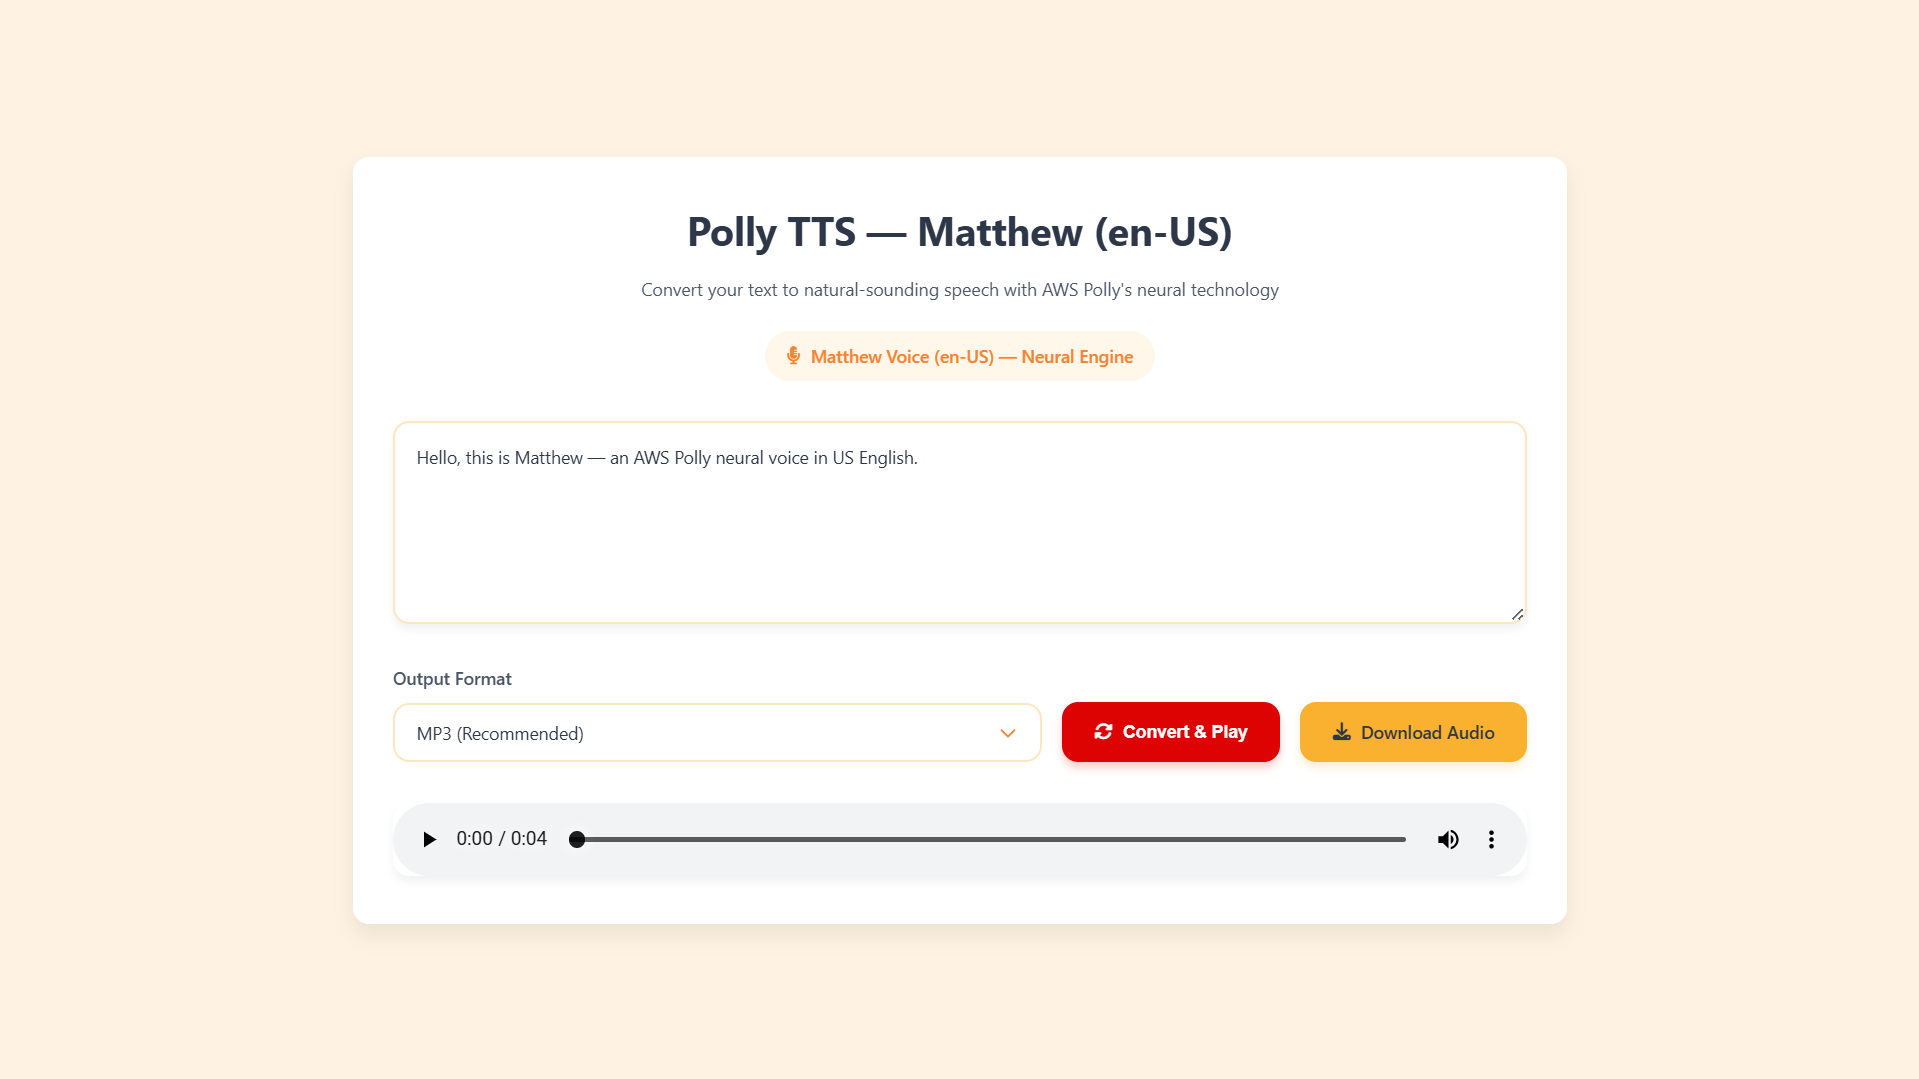 Polly TTS — Matthew (en-US)
Convert your text to natural-sounding speech with AWS Polly's neural technology
Matthew Voice (en-US) — Neural Engine
Hello, this is Matthew — an AWS Polly neural voice in US English.
Output Format
MP3 (Recommended)
Convert & Play
Download Audio
0:00 / 0:04